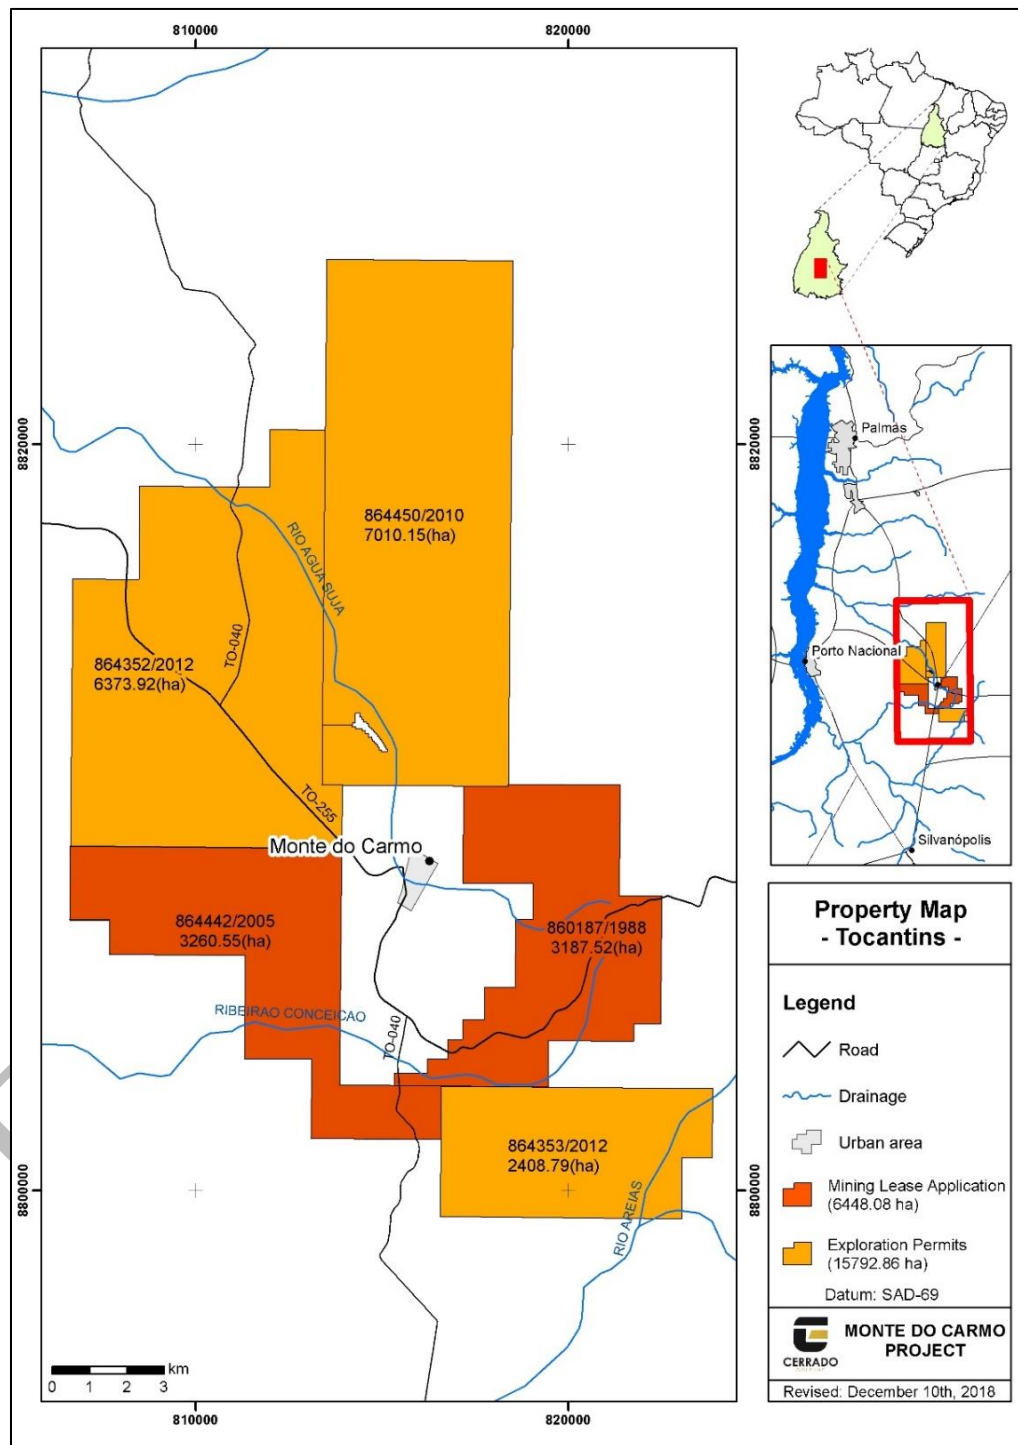 810000
820000
8820000
8820000
864450/2010
7010.15(ha)
RIO AGUA SUJA
TO-040
864352/2012
6373.92(ha)
TO-255
Monte do Carmo
864442/2005
3260.55(ha)
860187/1988
3187.52(ha)
RIBEIRAO CONCEICAO
TO-040
864353/2012
2408.79(ha)
RIO AREIAS
8800000
8800000
km
0 1 2 3
810000
820000
Palmas
Porto Nacional
Silvanópolis
Property Map
- Tocantins -
Legend
Road
Drainage
Urban area
Mining Lease Application
(6448.08 ha)
Exploration Permits
(15792.86 ha)
Datum: SAD-69
CERRADO
MONTE DO CARMO
PROJECT
Revised: December 10th, 2018